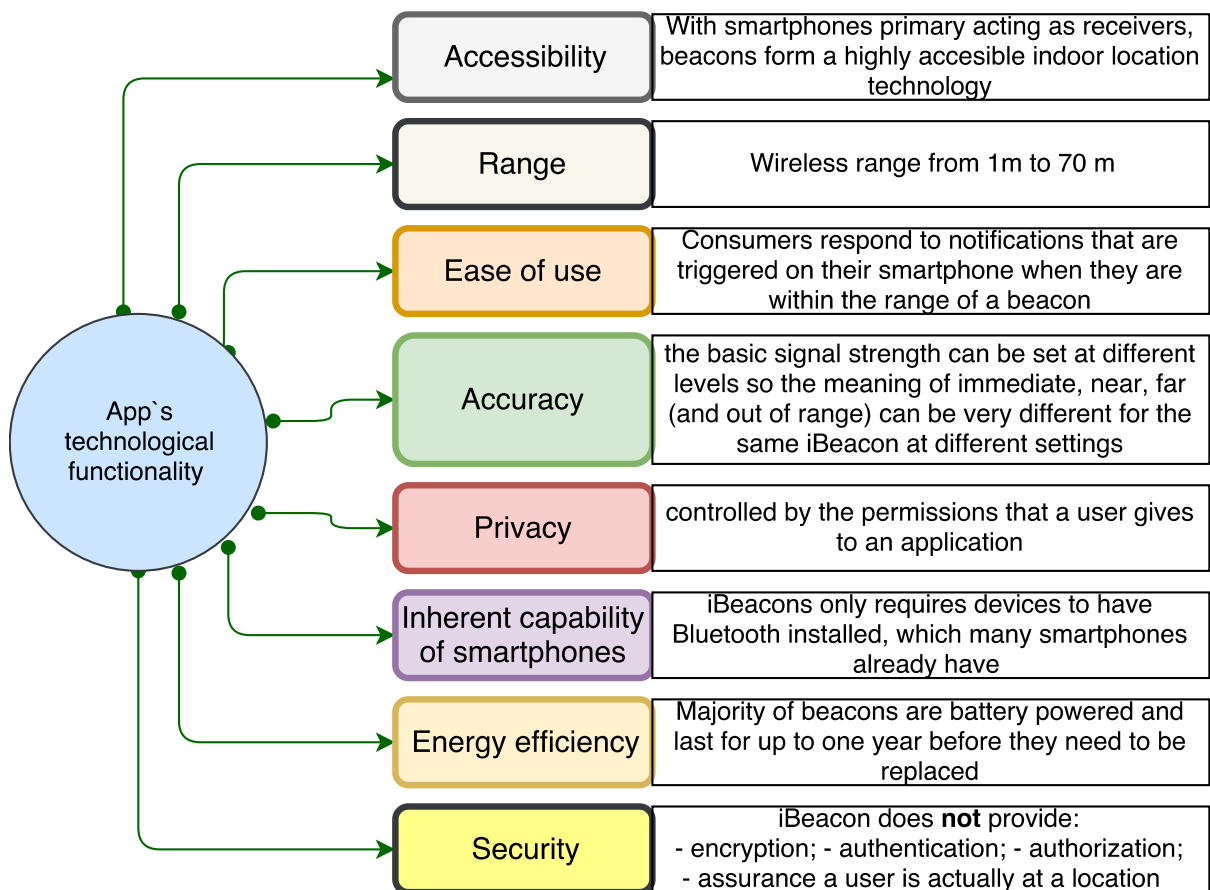 Accessibility
With smartphones primary acting as receivers,
beacons form a highly accesible indoor location
technology
Range
Wireless range from 1m to 70 m
Ease of use
Consumers respond to notifications that are
triggered on their smartphone when they are
within the range of a beacon
App`s
technological
functionality
Accuracy
the basic signal strength can be set at different
levels so the meaning of immediate, near, far
(and out of range) can be very different for the
same iBeacon at different settings
Privacy
controlled by the permissions that a user gives
to an application
Inherent capability
of smartphones
iBeacons only requires devices to have
Bluetooth installed, which many smartphones
already have
Energy efficiency
Majority of beacons are battery powered and
last for up to one year before they need to be
replaced
Security
iBeacon does not provide:
- encryption; - authentication; - authorization;
- assurance a user is actually at a location